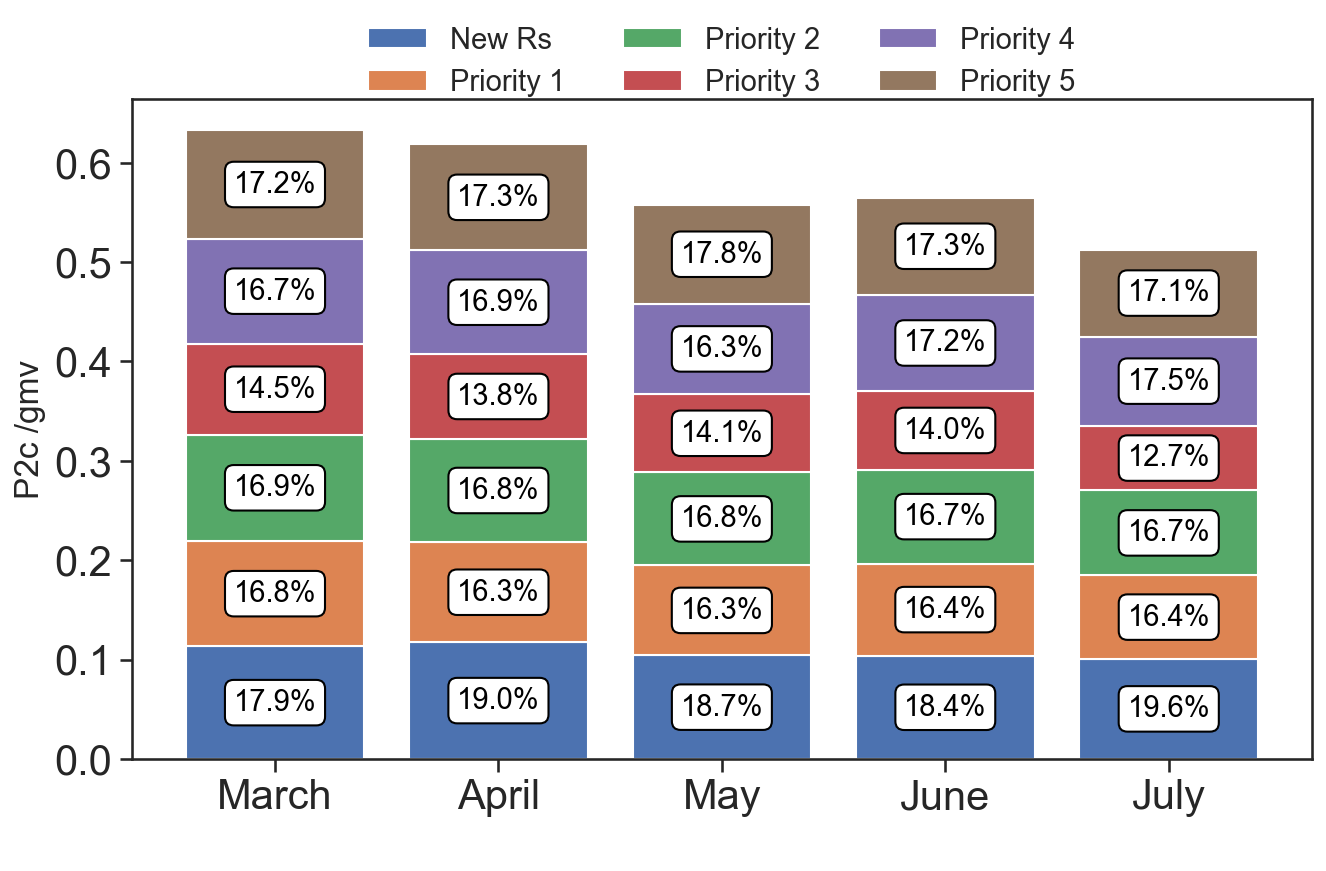 New Rs Priority 2 Priority 4
Priority 1 Priority 3 Priority 5
P2c /gmv
0.6
0.5
0.4
0.3
0.2
0.1
0.0
17.2% 17.3% 17.8% 17.3% 17.1%
16.7% 16.9% 16.3% 17.2% 17.5%
14.5% 13.8% 14.1% 14.0% 12.7%
16.9% 16.8% 16.8% 16.7% 16.7%
16.8% 16.3% 16.3% 16.4% 16.4%
17.9% 19.0% 18.7% 18.4% 19.6%
March April May June July